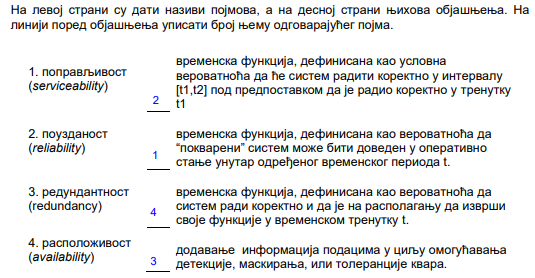 На левој страни су дати називи појмова, а на десној страни њихова објашњења. На
линији поред објашњења уписати број њему одговарајућег појма.
1. поправљивост
(serviceability)
2
временска функција, дефинисана као условна
вероватноћа да ће систем радити коректно у интервалу
[t1,t2] под предпоставком да је радио коректно у тренутку
t1
2. поузданост
(reliability)
1
временска функција, дефинисана као вероватноћа да
“покварени” систем може бити доведен у оперативно
стање унутар одређеног временског периода t.
3. редундантност
(redundancy)
4
временска функција, дефинисана као вероватноћа да
систем ради коректно и да је на располагању да изврши
своје функције у временском тренутку t.
4. расположивост
(availability)
3
додавање информација подацима у циљу омогућавања
детекције, маскирања, или толеранције квара.